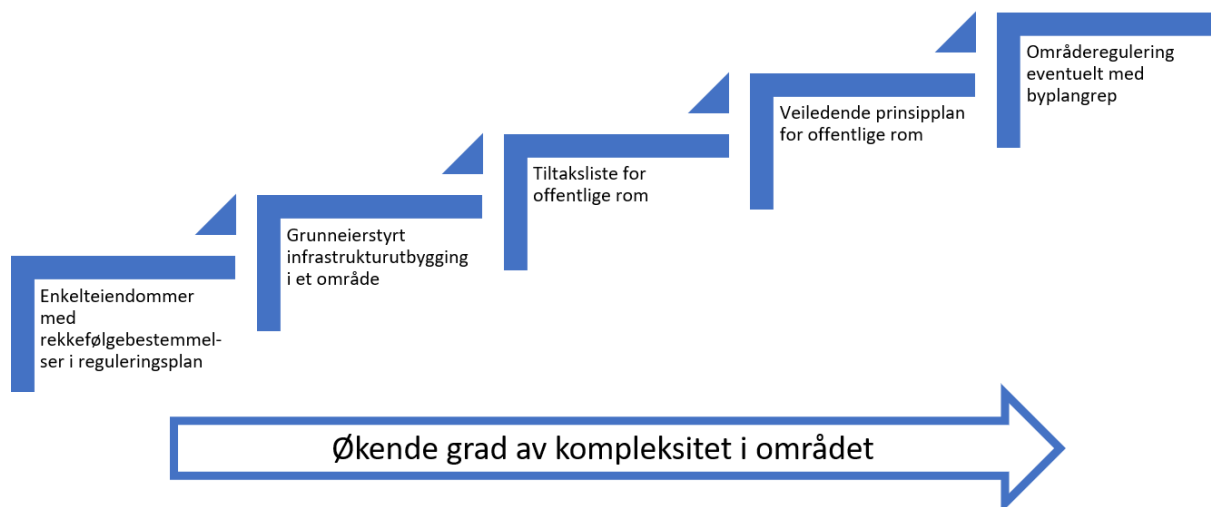 Enkelteiendommer
med
rekkefølgebestemmel-
ser i reguleringsplan
Grunneierstyrt
infrastrukturutbygging
i et område
Tiltaksliste for
offentlige rom
Veiledende prinsipplan
for offentlige rom
Områderegulering
eventuelt med
byplangrep
Økende grad av kompleksitet i området